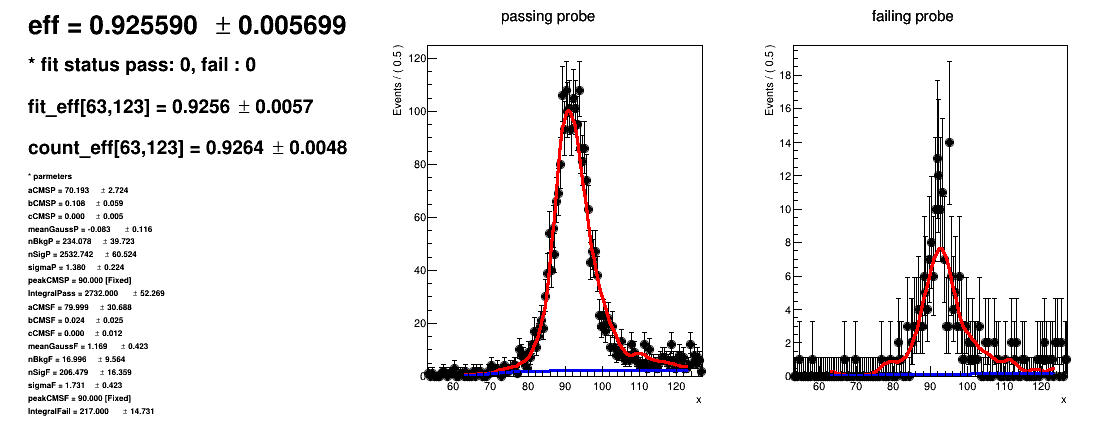 eff = 0.925590 ± 0.005699
* fit status pass: 0, fail : 0
fit_eff[63,123] = 0.9256 ± 0.0057
count_eff[63,123] = 0.9264 ± 0.0048
* parmeters
aCMSP = 70.193 ± 2.724
bCMSP = 0.108 ± 0.059
cCMSP = 0.000 ± 0.005
meanGaussP = -0.083 ± 0.116
nBkgP = 234.078 ± 39.723
nSigP = 2532.742 ± 60.524
sigmaP = 1.380 ± 0.224
peakCMSP = 90.000 [Fixed]
IntegralPass = 2732.000 ± 52.269
aCMSF = 79.999 ± 30.688
bCMSF = 0.024 ± 0.025
cCMSF = 0.000 ± 0.012
meanGaussF = 1.169 ± 0.423
nBkgF = 16.996 ± 9.564
nSigF = 206.479 ± 16.359
sigmaF = 1.731 ± 0.423
peakCMSF = 90.000 [Fixed]
IntegralFail = 217.000 ± 14.731
passing probe
Events / ( 0.5 )
120
100
80
60
40
20
0
60 70 80 90 100 110 120
x
failing probe
Events / ( 0.5 )
18
16
14
12
10
8
6
4
2
0
60 70 80 90 100 110 120
x